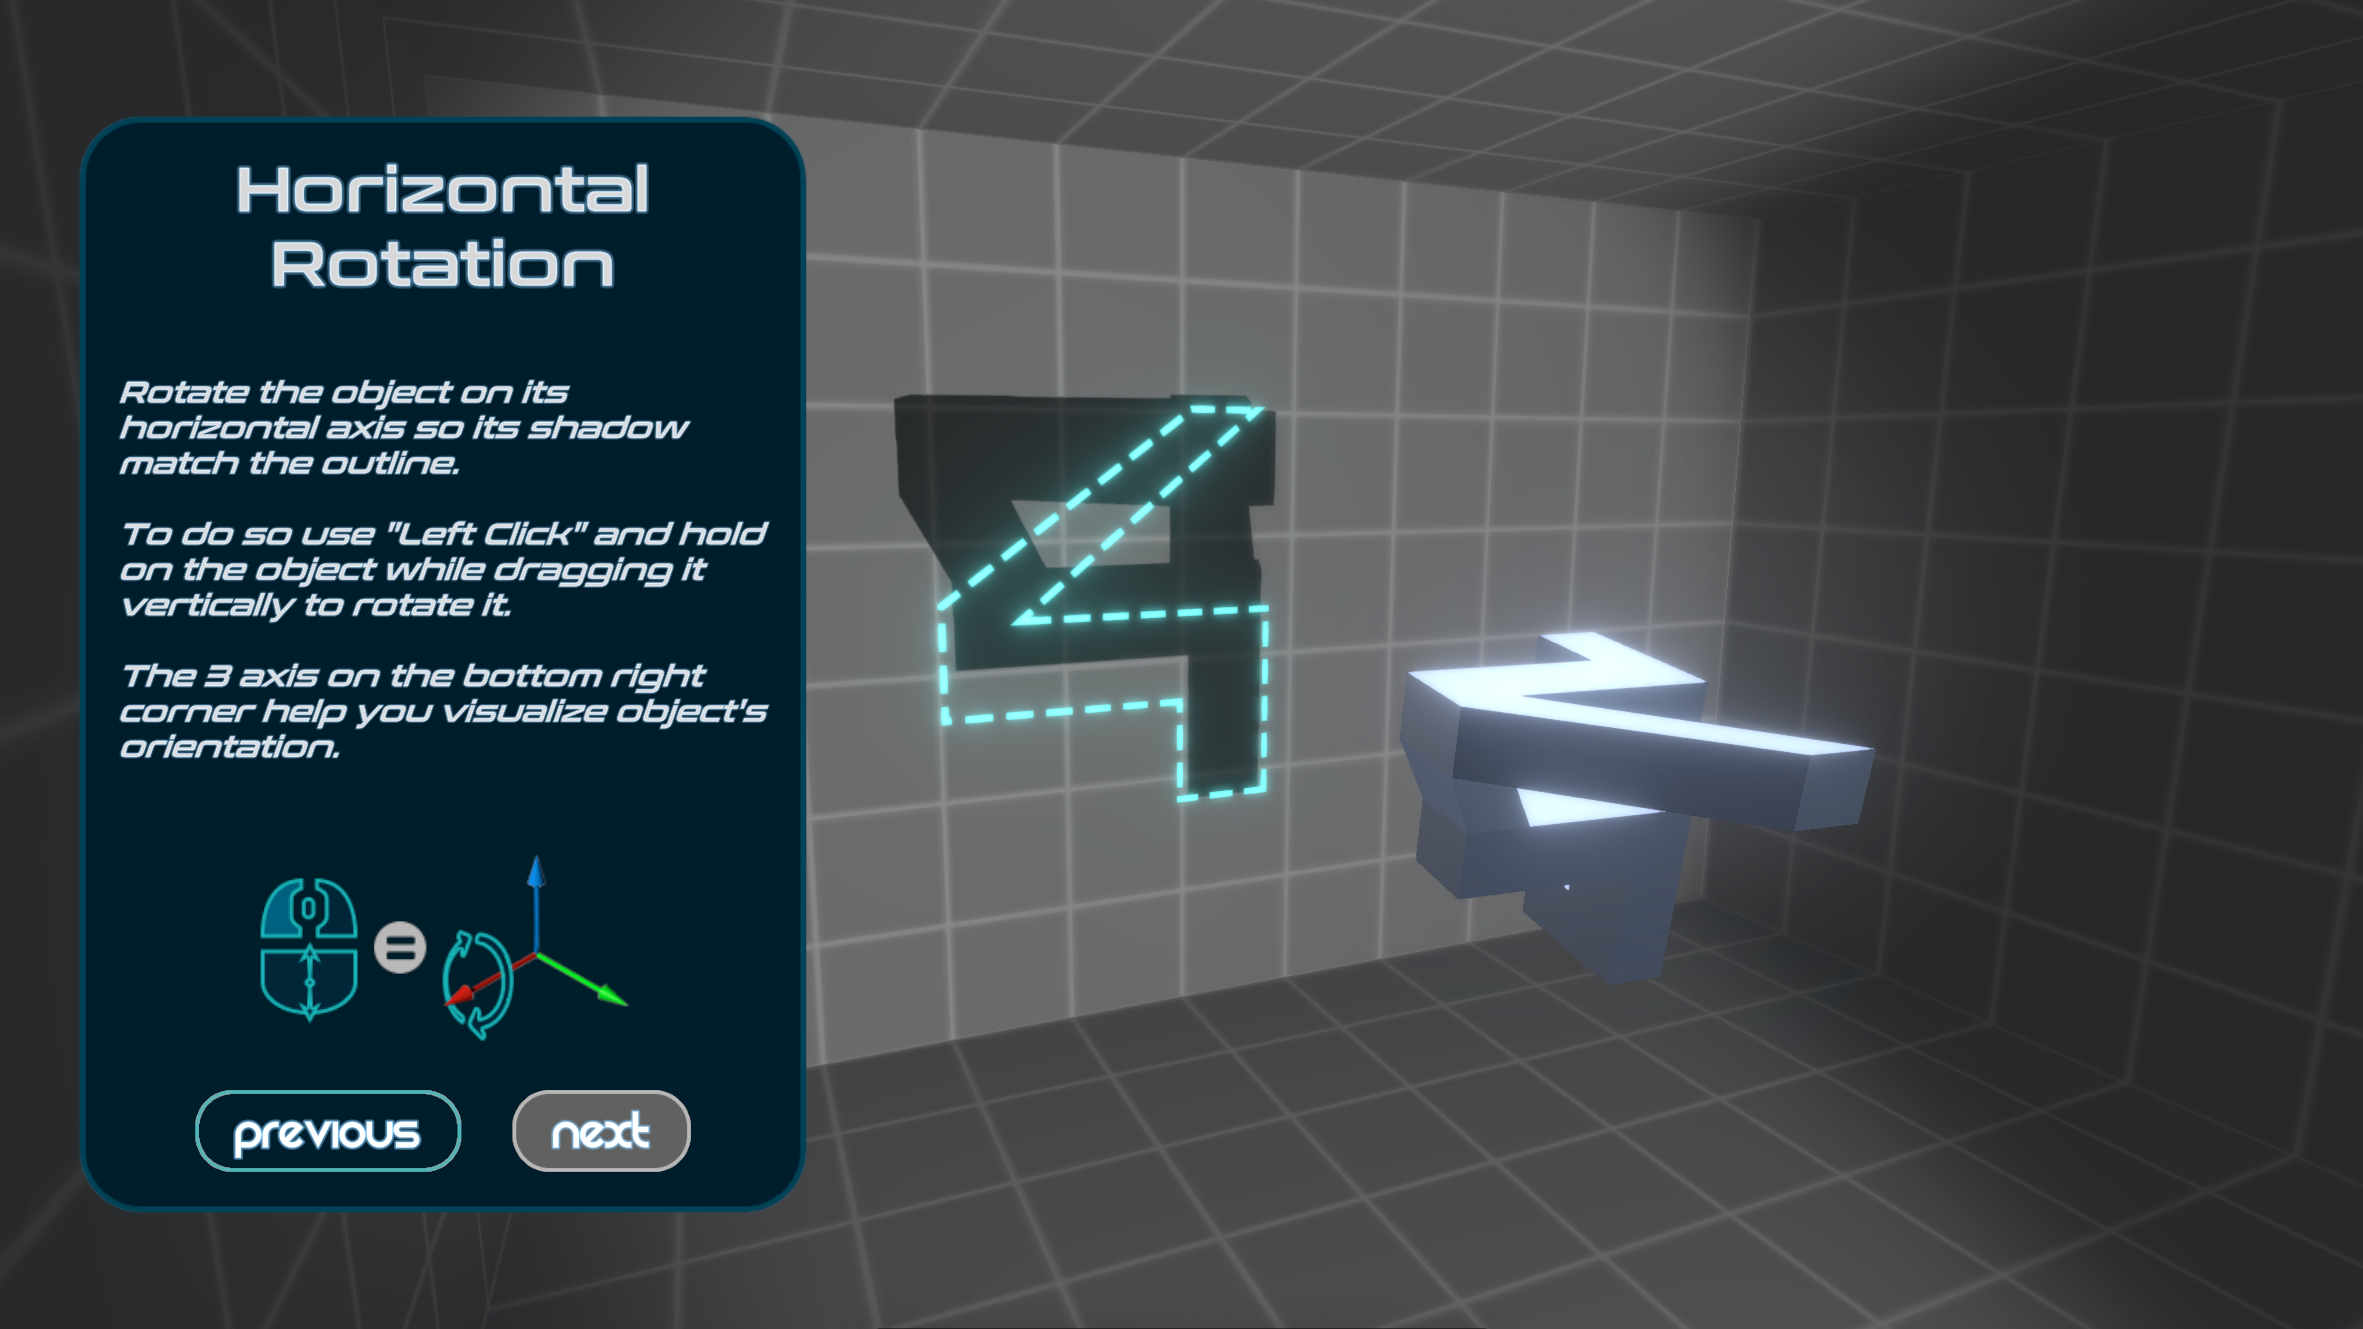 Horizontal
Rotation
Rotate the object on its
horizontal axis so its shadow
match the outline.
To do so use "Left Click" and hold
on the object while dragging it
vertically to rotate it.
The 3 axis on the bottom right
corner help you visualize object's
orientation.
previous
next